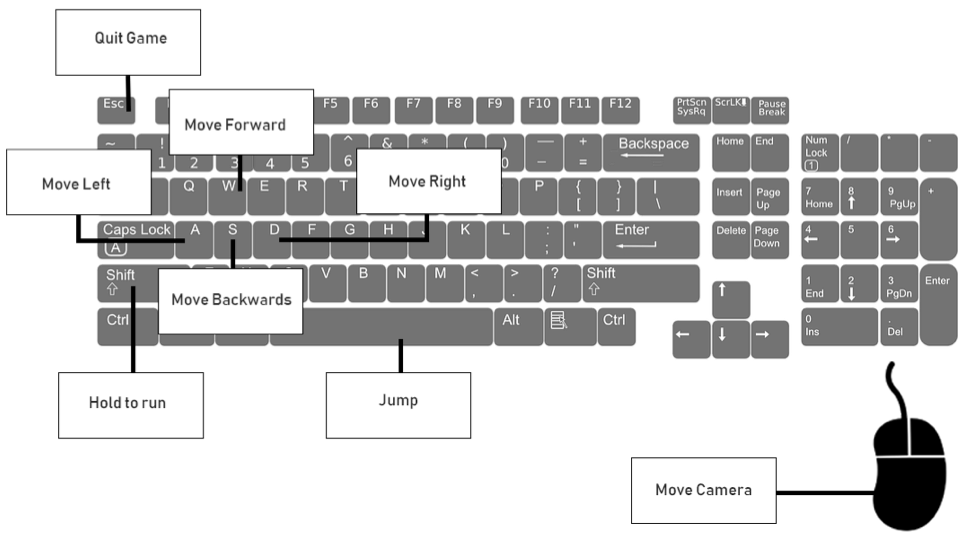 Quit Game
Esc F5 F6 F7 F8 F9 F10 F11 F12 PrtScn SysRq ScrLK Pause Break
Move Forward
~ ! 1 2 3 4 5 ^ 6 & * ( ) 0 — – + = Backspace Home End Num Lock 1 / * -
Move Left
Move Right
Q W E R T P { [ } ] | \ Insert Page Up 7 Home 8 9 PgUp +
Caps Lock A A S D F G H J K L : ; " ' Enter Delete Page Down 4 5 6
Shift V B N M < , > . ? / Shift 1 End 2 3 PgDn Enter
Move Backwards
Ctrl Alt Ctrl 0 Ins . Del
Hold to run
Jump
Move Camera